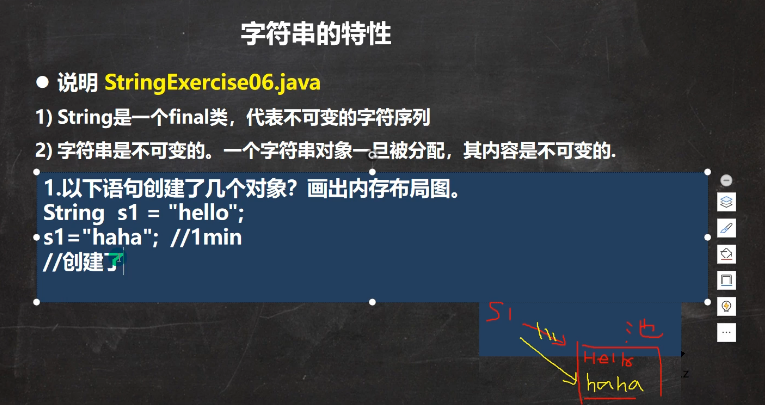 字符串的特性
● 说明 StringExercise06.java
1) String是一个final类，代表不可变的字符序列
2) 字符串是不可变的。一个字符串对象一旦被分配，其内容是不可变的.
1.以下语句创建了几个对象？画出内存布局图。
String s1 = "hello";
s1="haha"; //1min
//创建了
S1
池
Hello
haha